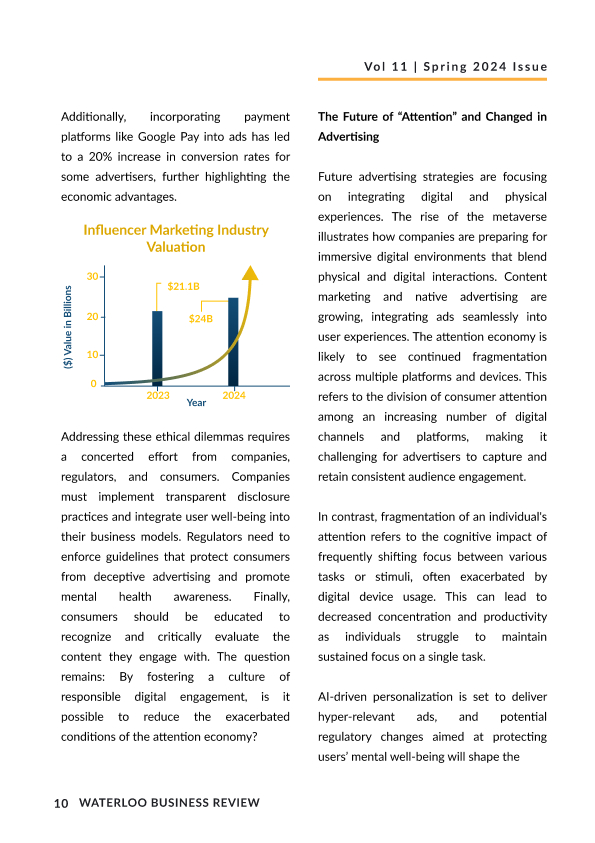 Vol 11 | Spring 2024 Issue
Additionally, incorporating payment
platforms like Google Pay into ads has led
to a 20% increase in conversion rates for
some advertisers, further highlighting the
economic advantages.
Influencer Marketing Industry
Valuation
($) Value in Billions
30
20
10
0
$21.1B
$24B
2023
2024
Year
Addressing these ethical dilemmas requires
a concerted effort from companies,
regulators, and consumers. Companies
must implement transparent disclosure
practices and integrate user well-being into
their business models. Regulators need to
enforce guidelines that protect consumers
from deceptive advertising and promote
mental health awareness. Finally,
consumers should be educated to
recognize and critically evaluate the
content they engage with. The question
remains: By fostering a culture of
responsible digital engagement, is it
possible to reduce the exacerbated
conditions of the attention economy?
The Future of “Attention” and Changed in
Advertising
Future advertising strategies are focusing
on integrating digital and physical
experiences. The rise of the metaverse
illustrates how companies are preparing for
immersive digital environments that blend
physical and digital interactions. Content
marketing and native advertising are
growing, integrating ads seamlessly into
user experiences. The attention economy is
likely to see continued fragmentation
across multiple platforms and devices. This
refers to the division of consumer attention
among an increasing number of digital
channels and platforms, making it
challenging for advertisers to capture and
retain consistent audience engagement.
In contrast, fragmentation of an individual's
attention refers to the cognitive impact of
frequently shifting focus between various
tasks or stimuli, often exacerbated by
digital device usage. This can lead to
decreased concentration and productivity
as individuals struggle to maintain
sustained focus on a single task.
AI-driven personalization is set to deliver
hyper-relevant ads, and potential
regulatory changes aimed at protecting
users’ mental well-being will shape the
10 WATERLOO BUSINESS REVIEW